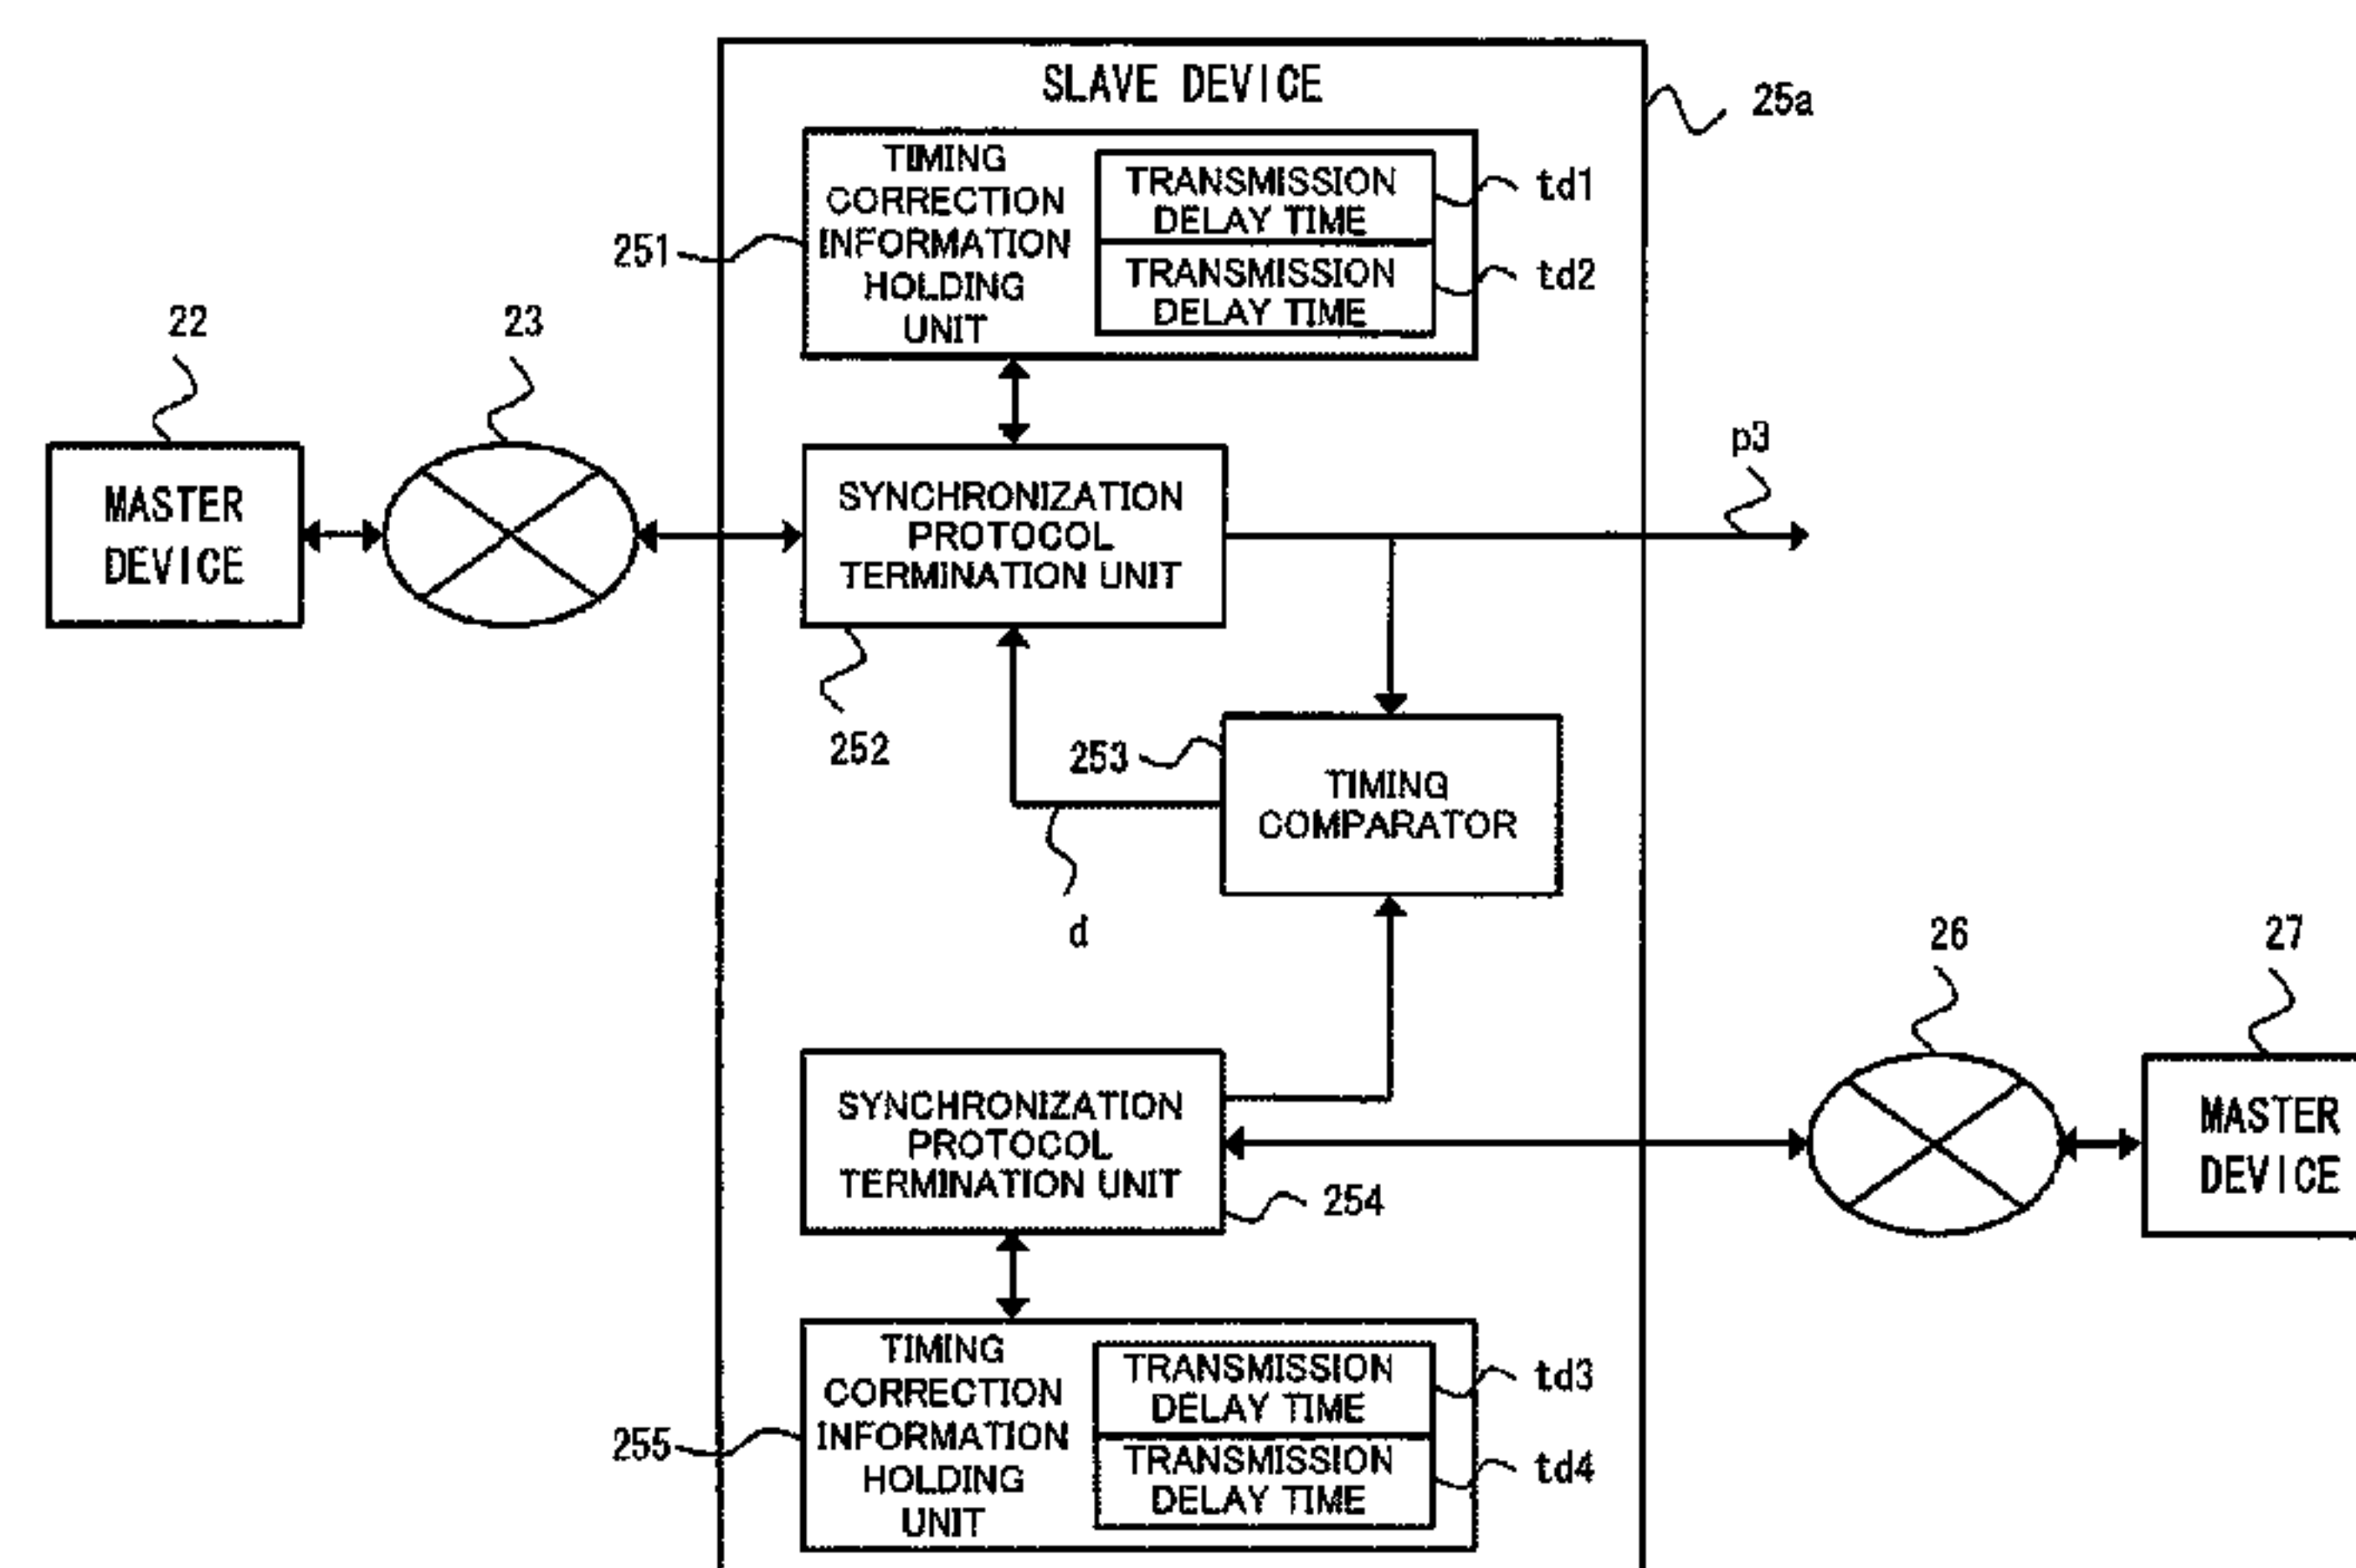 SLAVE DEVICE
25a
TIMING
CORRECTION
INFORMATION
HOLDING
UNIT
TRANSMISSION
DELAY TIME
td1
TRANSMISSION
DELAY TIME
td2
251
22
23
MASTER
DEVICE
SYNCHRONIZATION
PROTOCOL
TERMINATION UNIT
p3
252
253
TIMING
COMPARATOR
d
26
27
SYNCHRONIZATION
PROTOCOL
TERMINATION UNIT
254
MASTER
DEVICE
TIMING
CORRECTION
INFORMATION
HOLDING
UNIT
TRANSMISSION
DELAY TIME
td3
TRANSMISSION
DELAY TIME
td4
255